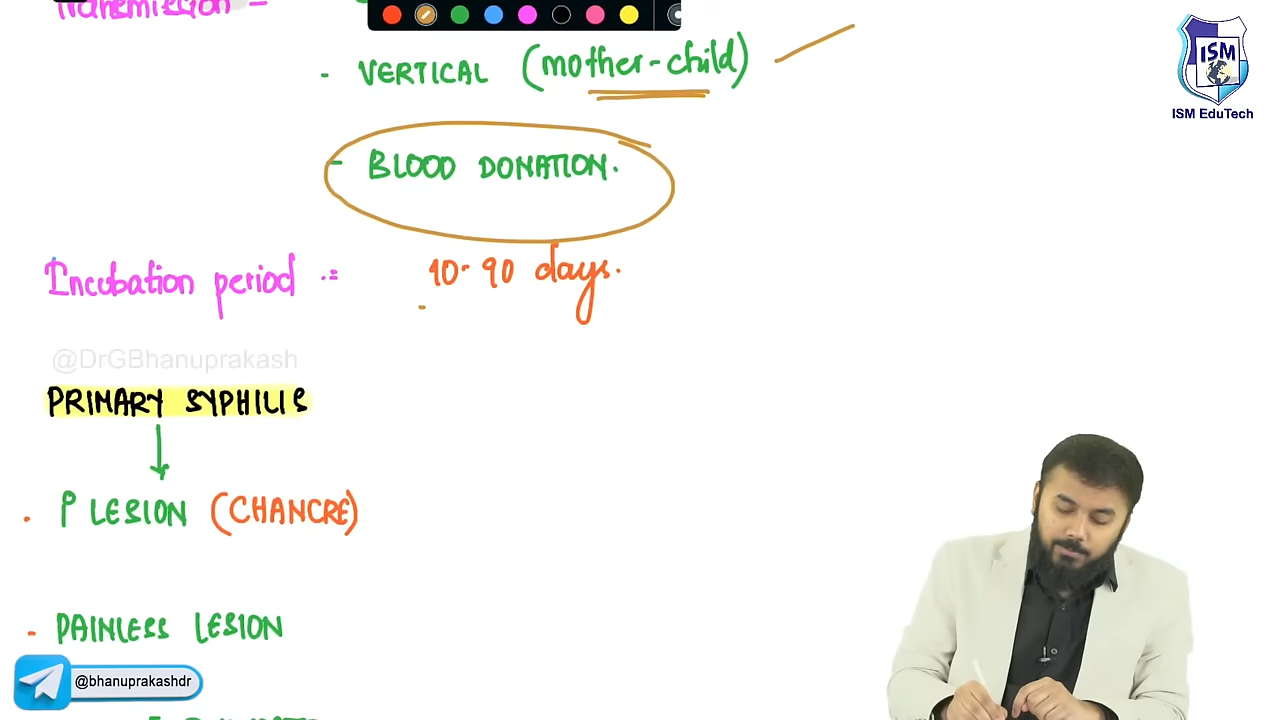 Transmission -
ISM
ISM EduTech
- VERTICAL (mother-child)
- BLOOD DONATION.
Incubation period := 10-90 days.
@DrGBhanuprakash
PRIMARY SYPHILIS
. 1° LESION (CHANCRE)
- PAINLESS LESION
@bhanuprakashdr